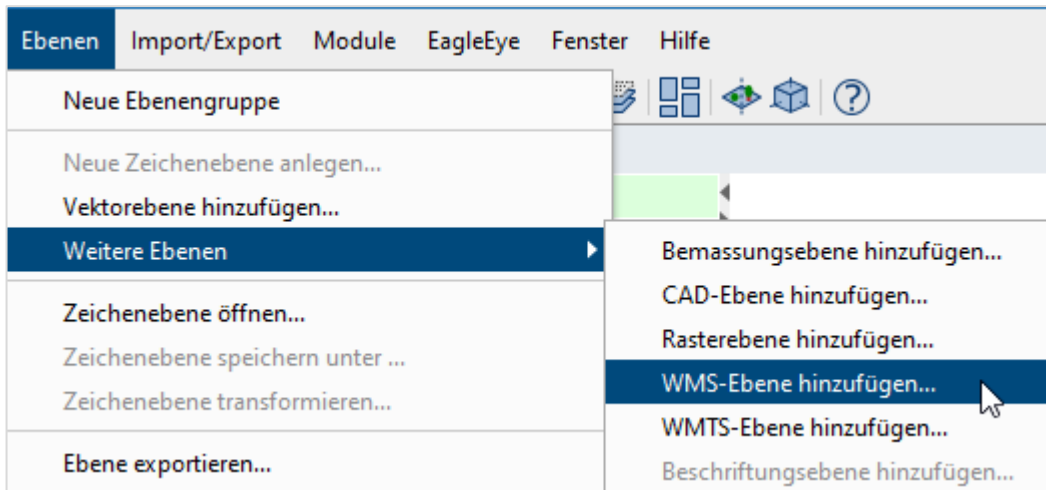 Ebenen Import/Export Module EagleEye Fenster Hilfe
Neue Ebenengruppe
Neue Zeichenebene anlegen...
Vektorebene hinzufügen...
Weitere Ebenen
Zeichenebene öffnen...
Zeichenebene speichern unter ...
Zeichenebene transformieren...
Ebene exportieren...
Bemassungsebene hinzufügen...
CAD-Ebene hinzufügen...
Rasterebene hinzufügen...
WMS-Ebene hinzufügen...
WMTS-Ebene hinzufügen...
Beschriftungsebene hinzufügen...